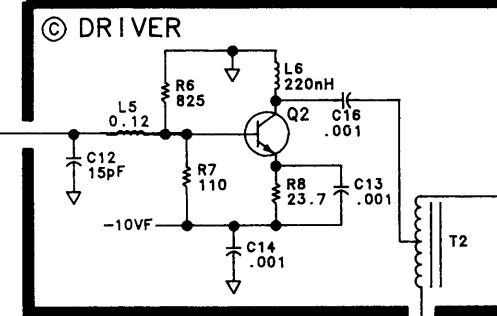 Ⓒ DRIVER
L6
220nH
R6
825
L5
0.12
Q2
C16
.001
C12
15pF
R7
110
R8
23.7
C13
.001
-10VF
T2
C14
.001